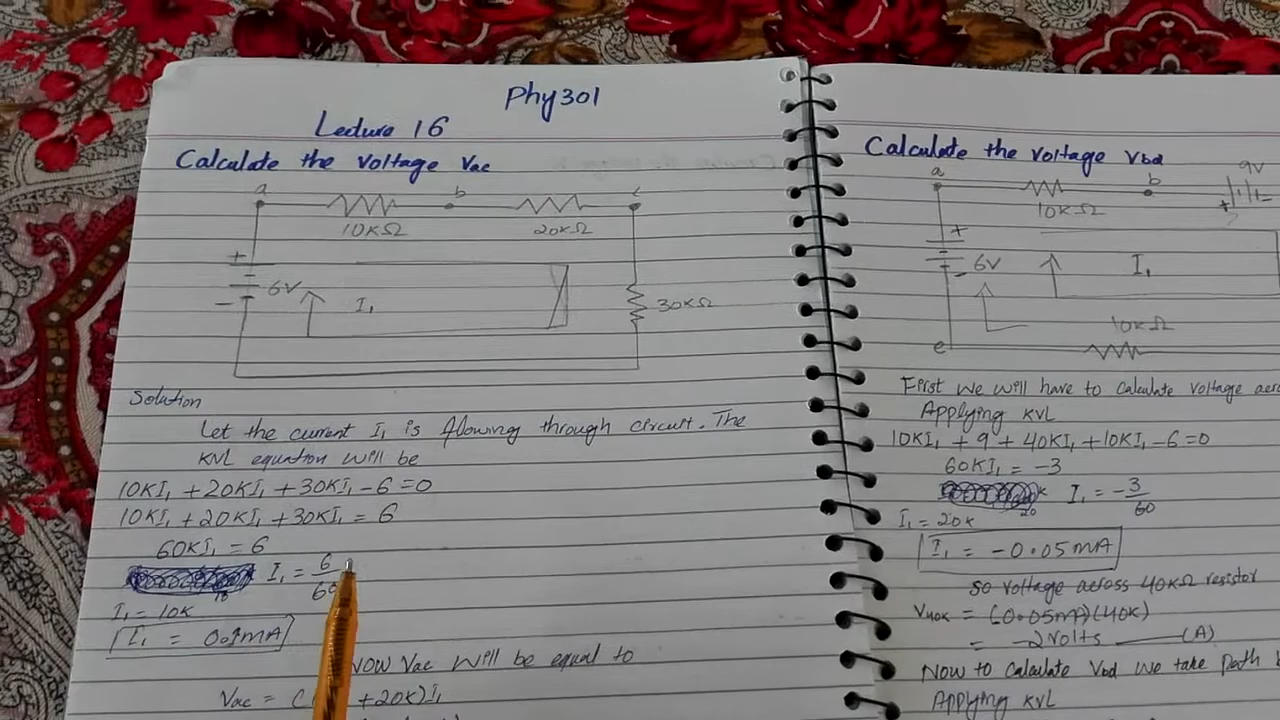 Phy301
Lecture 16
Calculate the voltage Vac
a
b
c
10KΩ
20KΩ
+
6V
-
I₁
30KΩ
Solution
Let the current I₁ is flowing through circuit. The
KVL equation will be
10KI₁ + 20KI₁ + 30KI₁ - 6 = 0
10KI₁ + 20KI₁ + 30KI₁ = 6
60KI₁ = 6
I₁ = 6
I₁ = 10K
I₁ = 0.1mA
Now Vac will be equal to
Vac = +20K)I₁
Calculate the voltage Vbd
a
b
9V
10KΩ
+
+
6V
-
I₁
10KΩ
e
First we will have to calculate voltage
Applying KVL
10KI₁ + 9 + 40KI₁ + 10KI₁ - 6 = 0
60KI₁ = -3
I₁ = -3/60
I₁ = 20K
I₁ = -0.05mA
So voltage across 40KΩ resistor
V40K = (0.05mA)(40K)
= -2volts (A)
Now to calculate Vbd we take path
Applying KVL